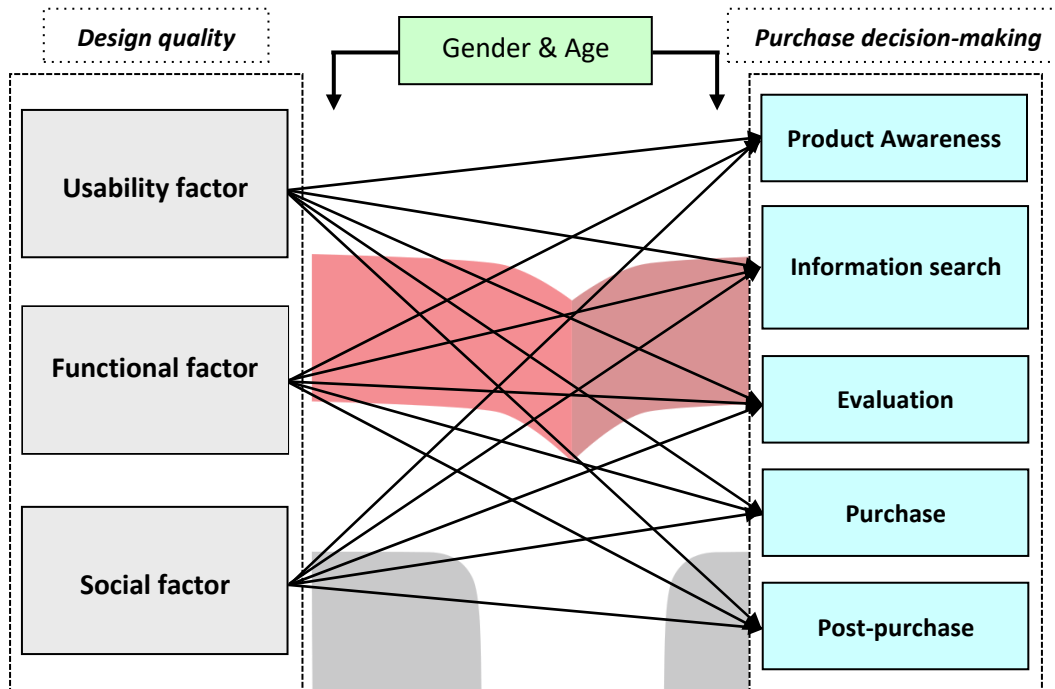 Design quality
Gender & Age
Purchase decision-making
Usability factor
Functional factor
Social factor
Product Awareness
Information search
Evaluation
Purchase
Post-purchase